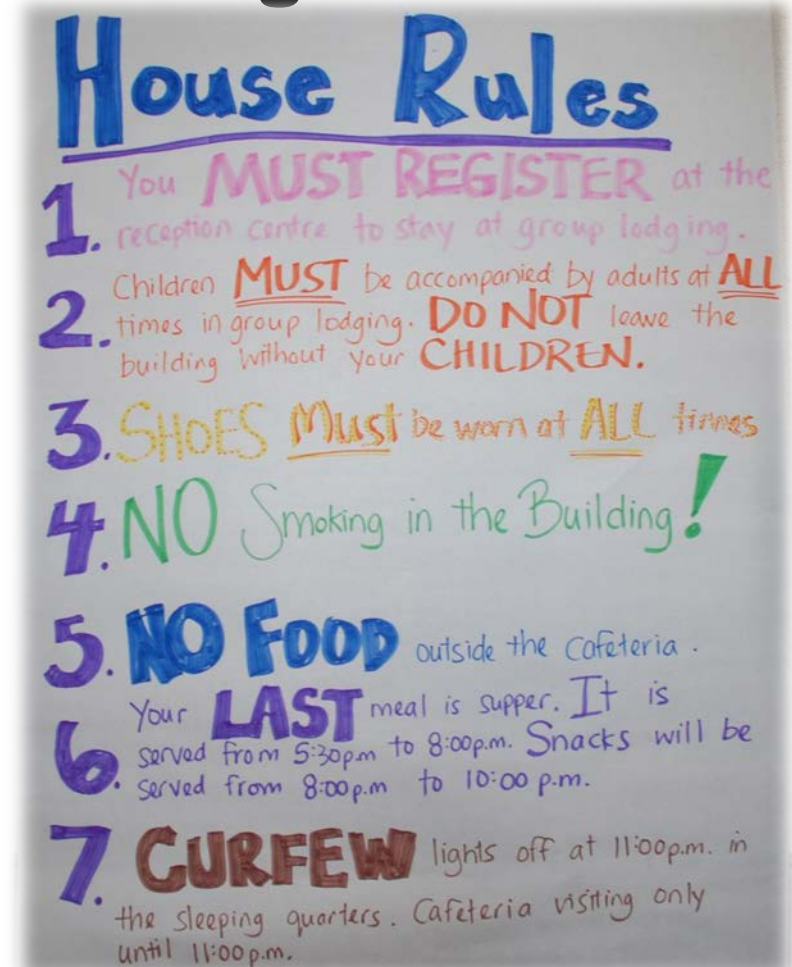 House Rules
1. You MUST REGISTER at the
reception centre to stay at group lodging.
2. Children MUST be accompanied by adults at ALL
times in group lodging. DO NOT leave the
building without your CHILDREN.
3. SHOES Must be worn at ALL times
4. NO Smoking in the Building!
5. NO FOOD outside the cafeteria.
6. Your LAST meal is supper. It is
served from 5:30pm to 8:00p.m. Snacks will be
served from 8:00p.m to 10:00 p.m.
7. CURFEW lights off at 11:00p.m. in
the sleeping quarters. Cafeteria visiting only
until 11:00p.m.